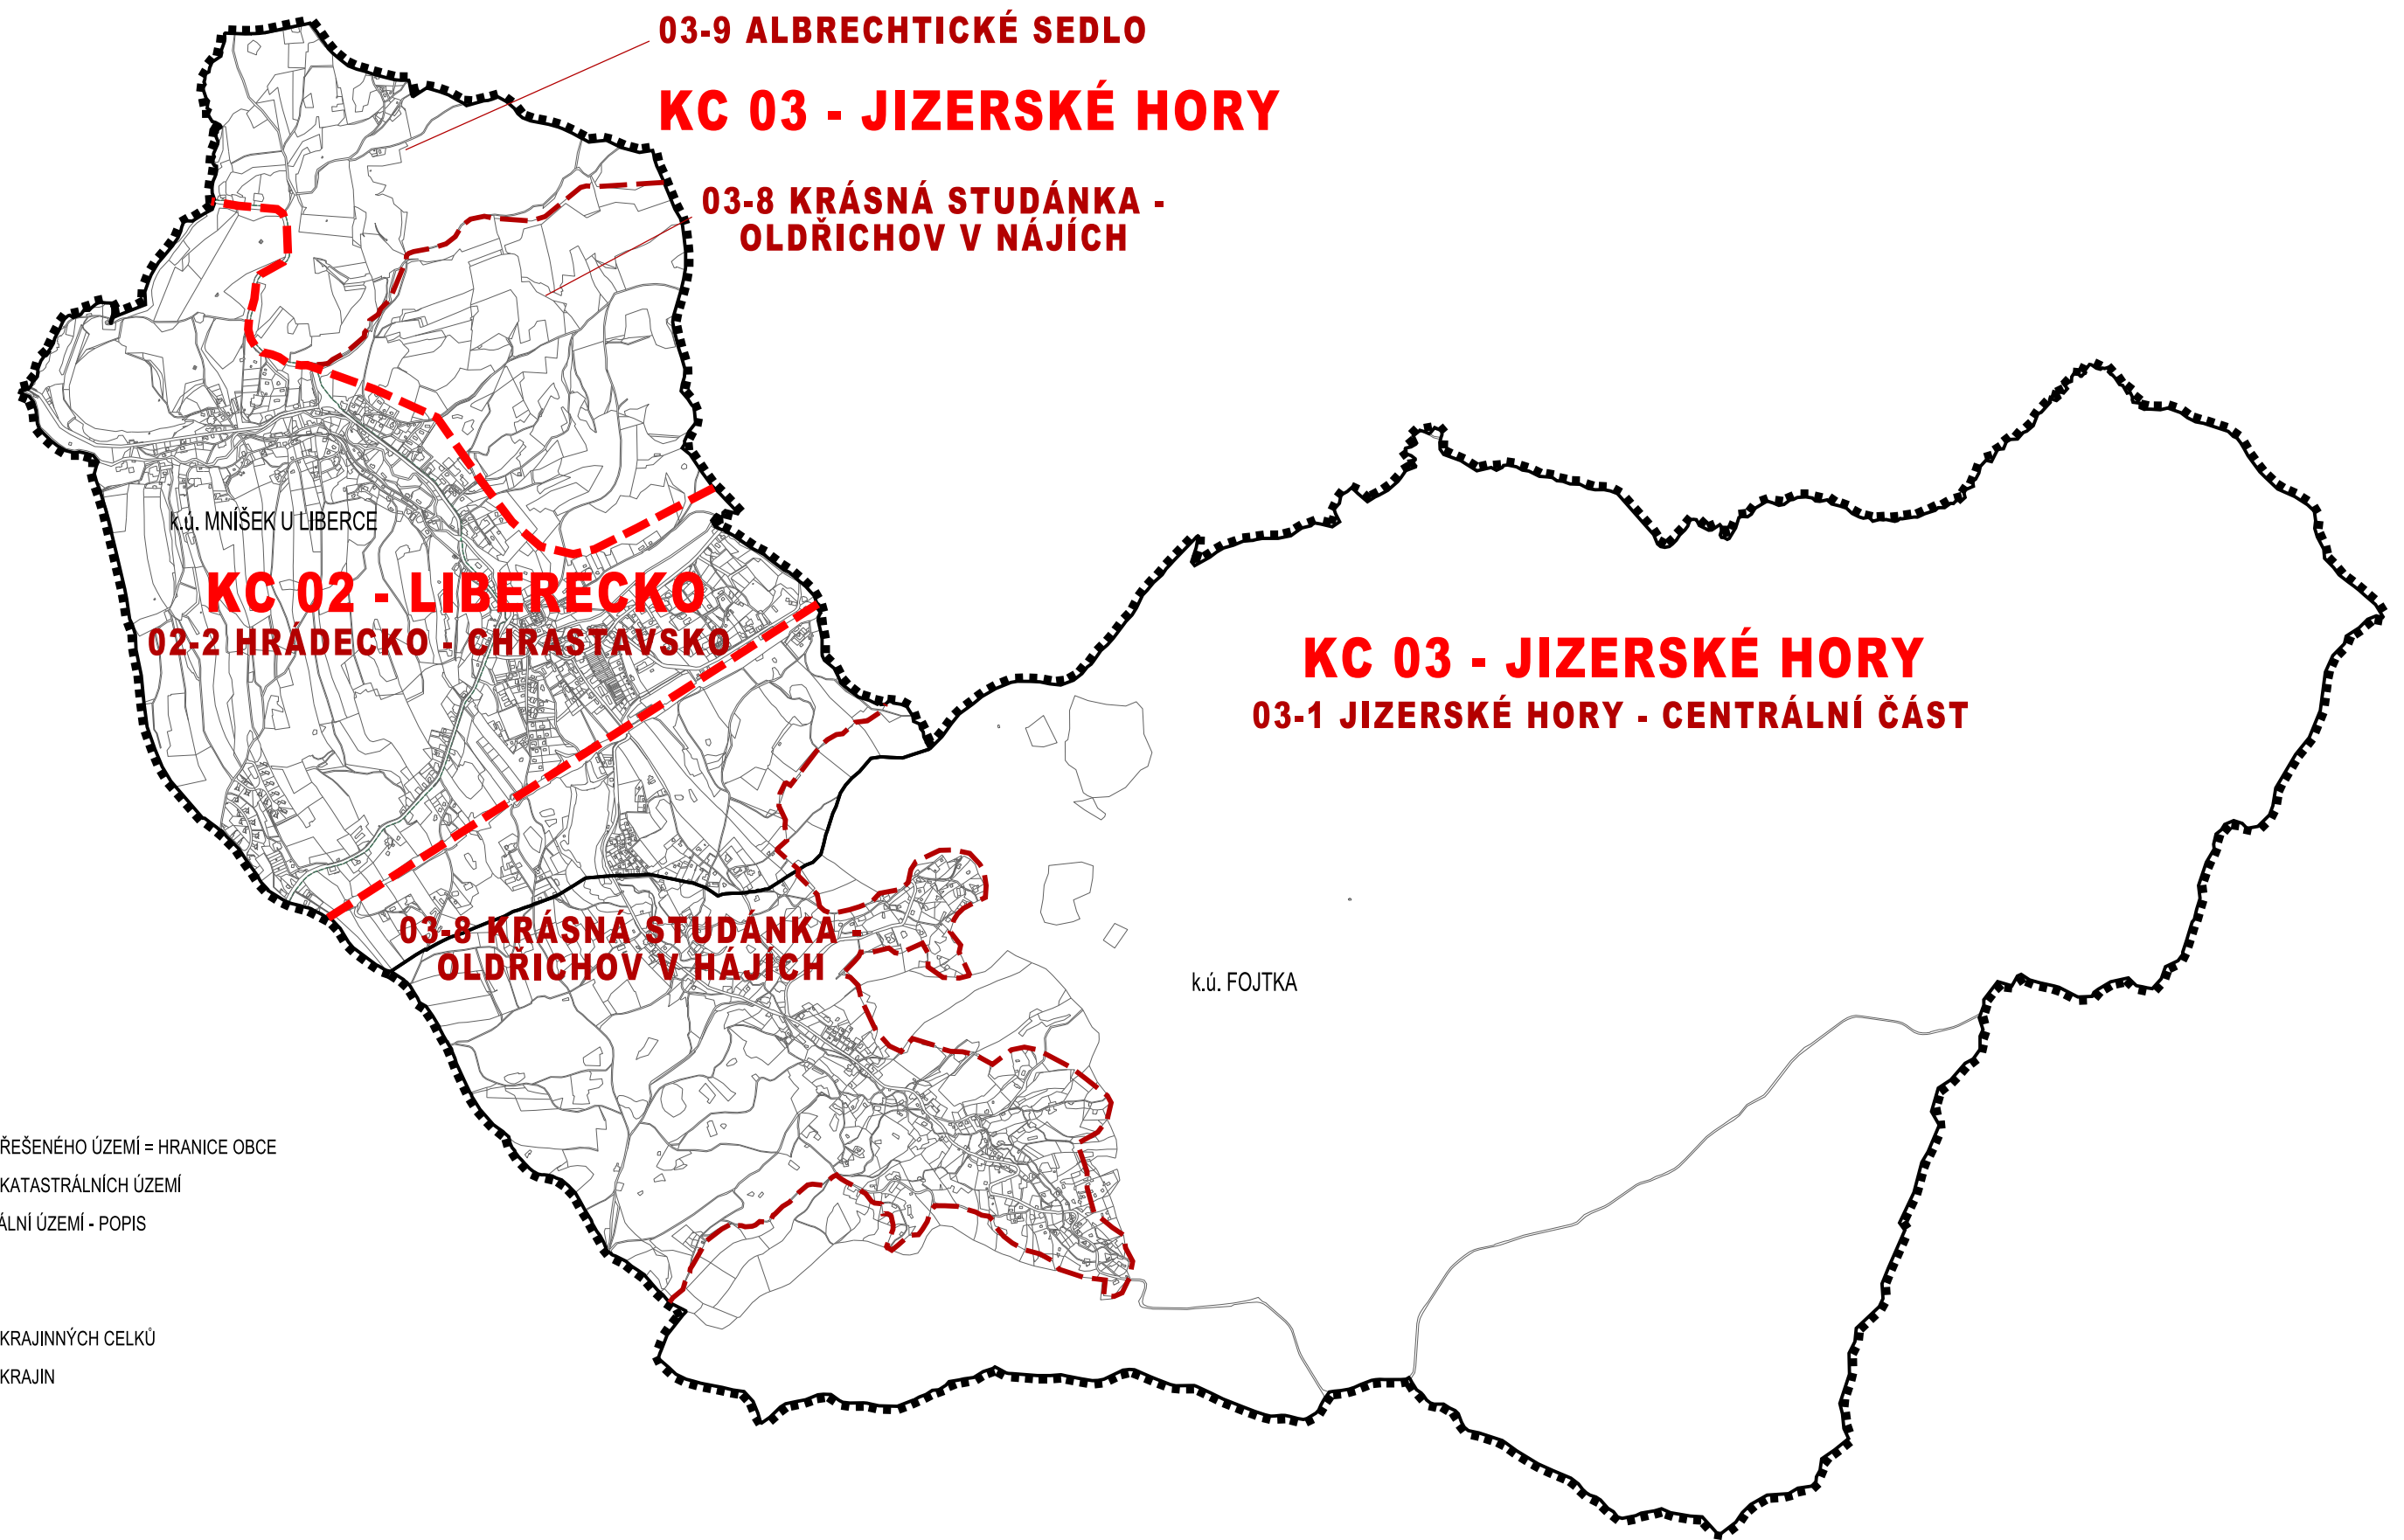 03-9 ALBRECHTICKÉ SEDLO
KC 03 - JIZERSKÉ HORY
03-8 KRÁSNÁ STUDÁNKA -
OLDŘICHOV V NÁJÍCH
k.ú. MNÍŠEK U LIBERCE
KC 02 - LIBERECKO
02-2 HRÁDECKO - CHRASTAVSKO
KC 03 - JIZERSKÉ HORY
03-1 JIZERSKÉ HORY - CENTRÁLNÍ ČÁST
03-8 KRÁSNÁ STUDÁNKA -
OLDŘICHOV V HÁJÍCH
k.ú. FOJTKA
ŘEŠENÉHO ÚZEMÍ = HRANICE OBCE
KATASTRÁLNÍCH ÚZEMÍ
ÁLNÍ ÚZEMÍ - POPIS
KRAJINNÝCH CELKŮ
KRAJIN